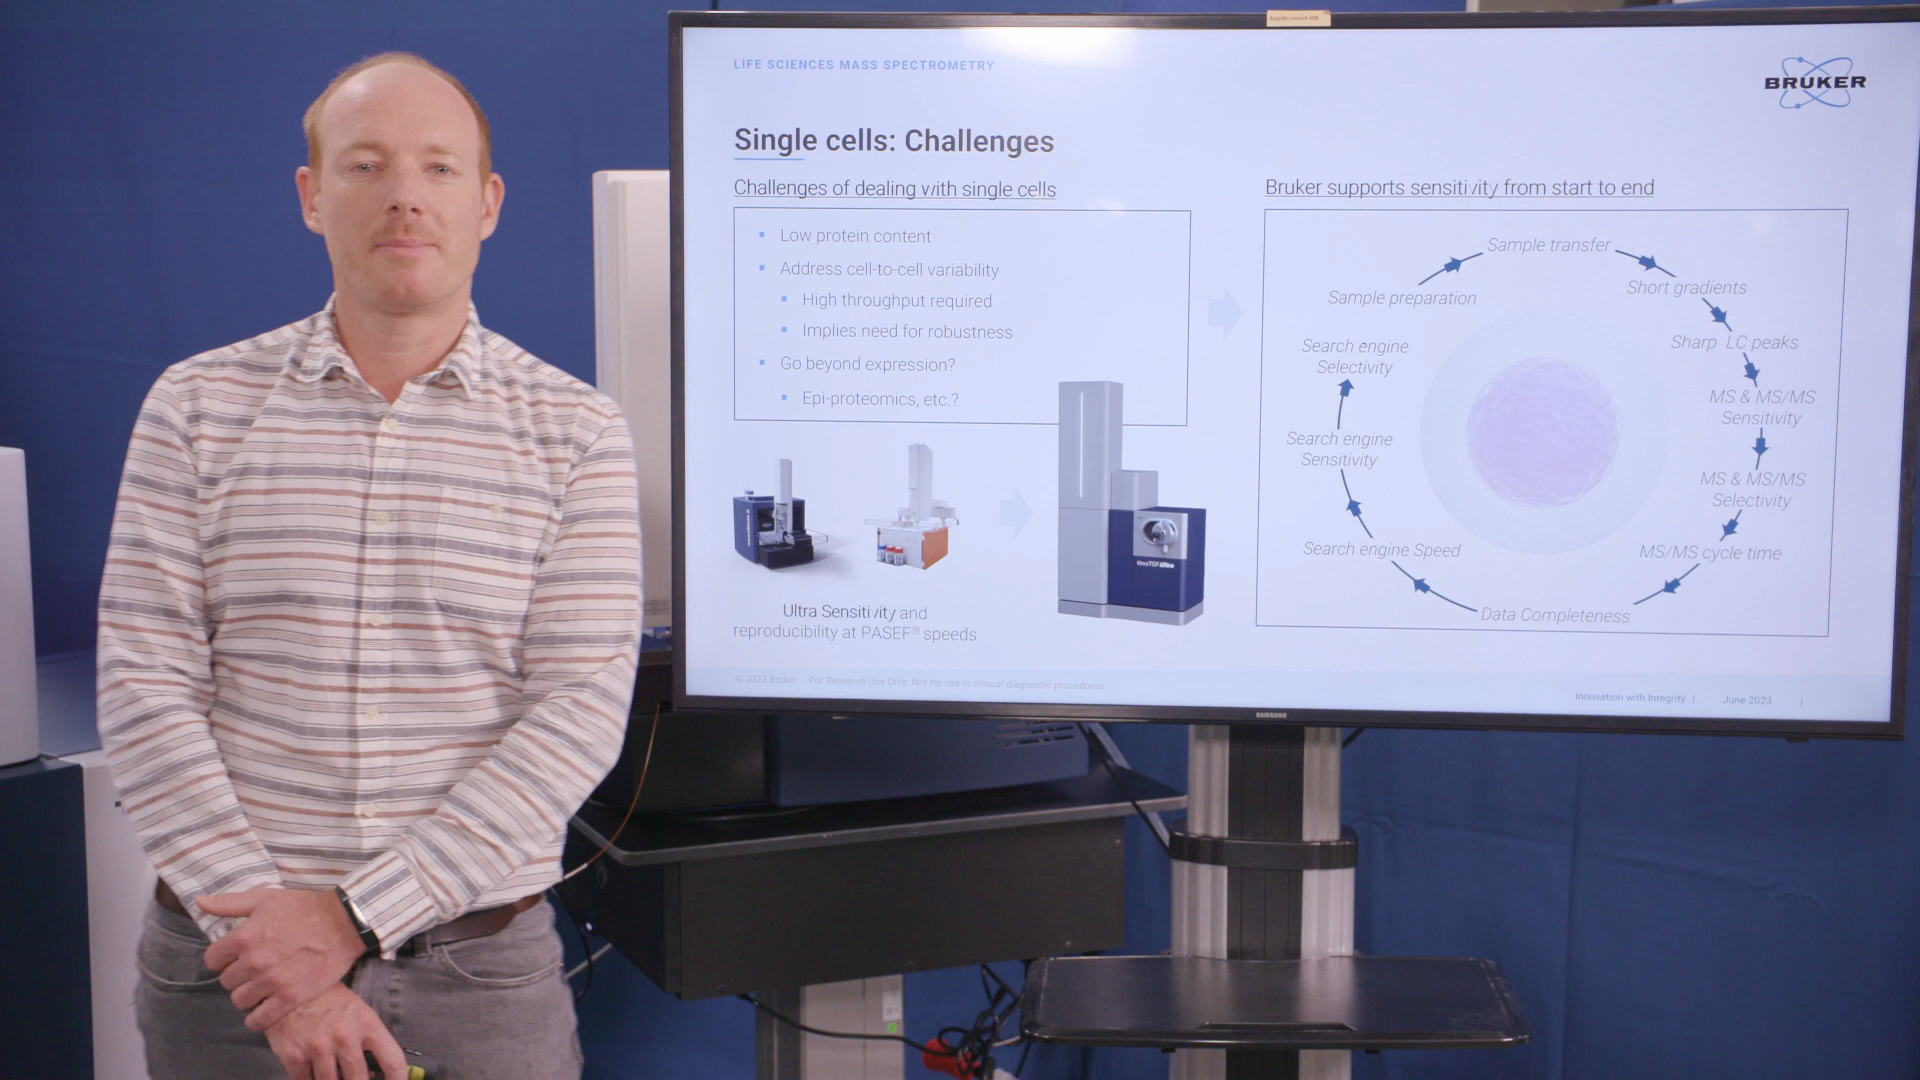 AppScreen4-HB
LIFE SCIENCES MASS SPECTROMETRY
BRUKER
Single cells: Challenges
Challenges of dealing with single cells
Low protein content
Address cell-to-cell variability
High throughput required
Implies need for robustness
Go beyond expression?
Epi-proteomics, etc.?
Ultra Sensitivity and
reproducibility at PASEF® speeds
timsTOF Ultra
Bruker supports sensitivity from start to end
Sample preparation
Sample transfer
Short gradients
Sharp LC peaks
MS & MS/MS
Sensitivity
MS & MS/MS
Selectivity
MS/MS cycle time
Data Completeness
Search engine Speed
Search engine
Sensitivity
Search engine
Selectivity
© 2023 Bruker For Research Use Only. Not for use in clinical diagnostic procedures.
Innovation with Integrity | June 2023 |
SAMSUNG